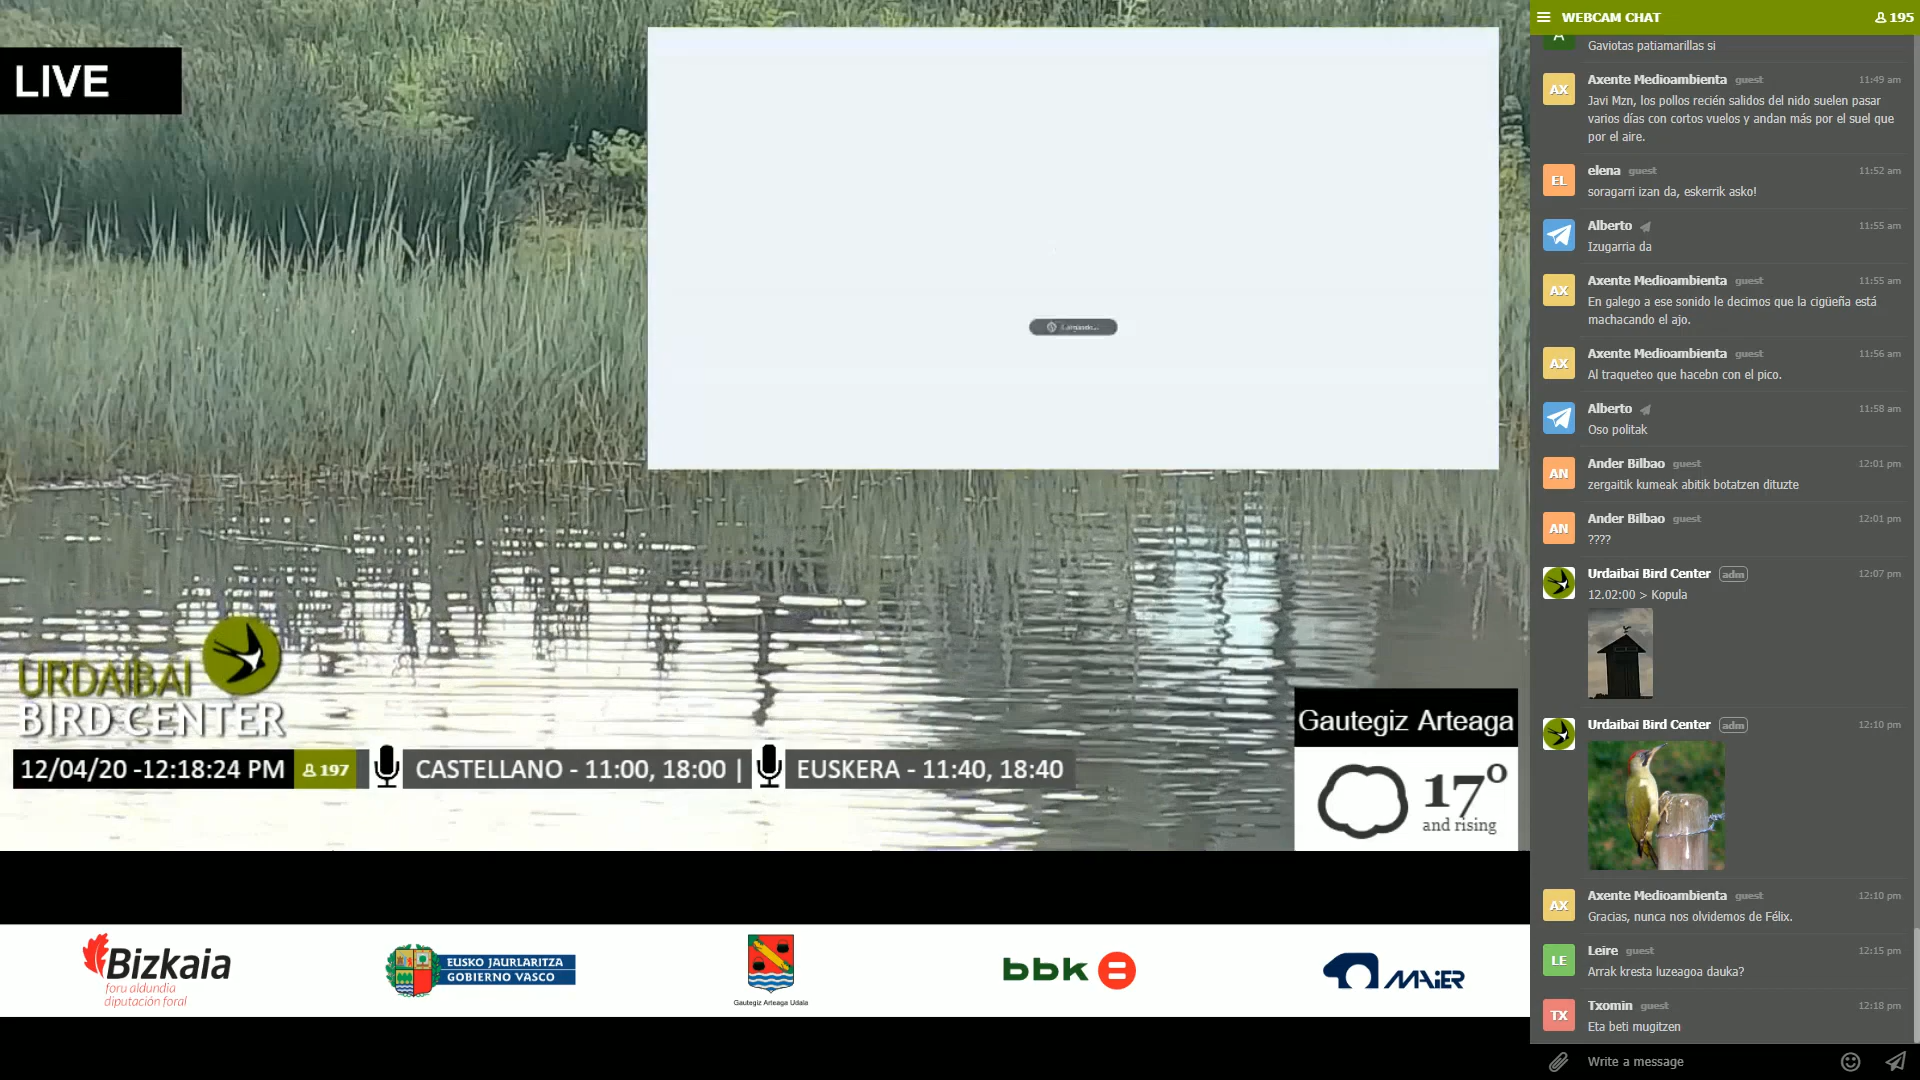 LIVE
URDAIBAI
BIRD CENTER
12/04/20 -12:18:24 PM
197
CASTELLANO - 11:00, 18:00 |
EUSKERA - 11:40, 18:40
Gautegiz Arteaga
17°
and rising
Bizkaia
foru aldundia
diputación foral
EUSKO JAURLARITZA
GOBIERNO VASCO
Gautegiz Arteaga Udala
bbk
MAIER
WEBCAM CHAT
195
A
Gaviotas patiamarillas si
AX
Axente Medioambienta guest 11:49 am
Javi Mzn, los pollos recién salidos del nido suelen pasar
varios días con cortos vuelos y andan más por el suel que
por el aire.
EL
elena guest 11:52 am
soragarri izan da, eskerrik asko!
Alberto 11:55 am
Izugarria da
AX
Axente Medioambienta guest 11:55 am
En galego a ese sonido le decimos que la cigüeña está
machacando el ajo.
AX
Axente Medioambienta guest 11:56 am
Al traqueteo que hacebn con el pico.
Alberto 11:58 am
Oso politak
AN
Ander Bilbao guest 12:01 pm
zergaitik kumeak abitik botatzen dituzte
AN
Ander Bilbao guest 12:01 pm
????
Urdaibai Bird Center adm 12:07 pm
12.02:00 > Kopula
Urdaibai Bird Center adm 12:10 pm
AX
Axente Medioambienta guest 12:10 pm
Gracias, nunca nos olvidemos de Félix.
LE
Leire guest 12:15 pm
Arrak kresta luzeagoa dauka?
TX
Txomin guest 12:18 pm
Eta beti mugitzen
Write a message